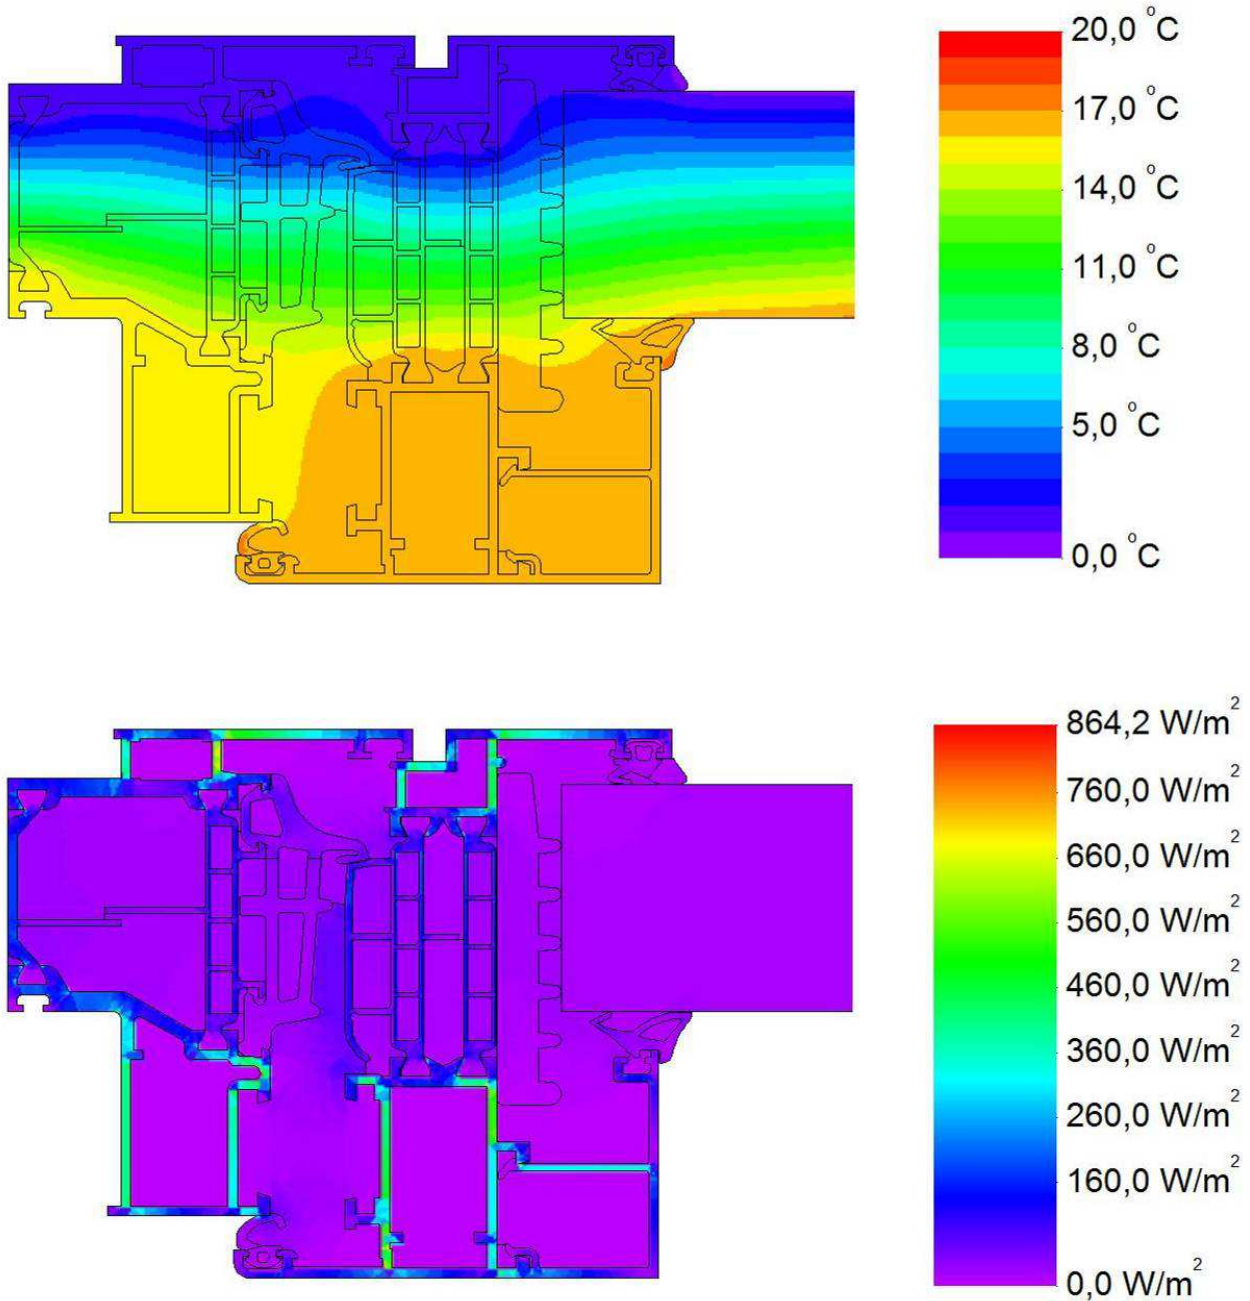 20,0 °C
17,0 °C
14,0 °C
11,0 °C
8,0 °C
5,0 °C
0,0 °C
864,2 W/m²
760,0 W/m²
660,0 W/m²
560,0 W/m²
460,0 W/m²
360,0 W/m²
260,0 W/m²
160,0 W/m²
0,0 W/m²